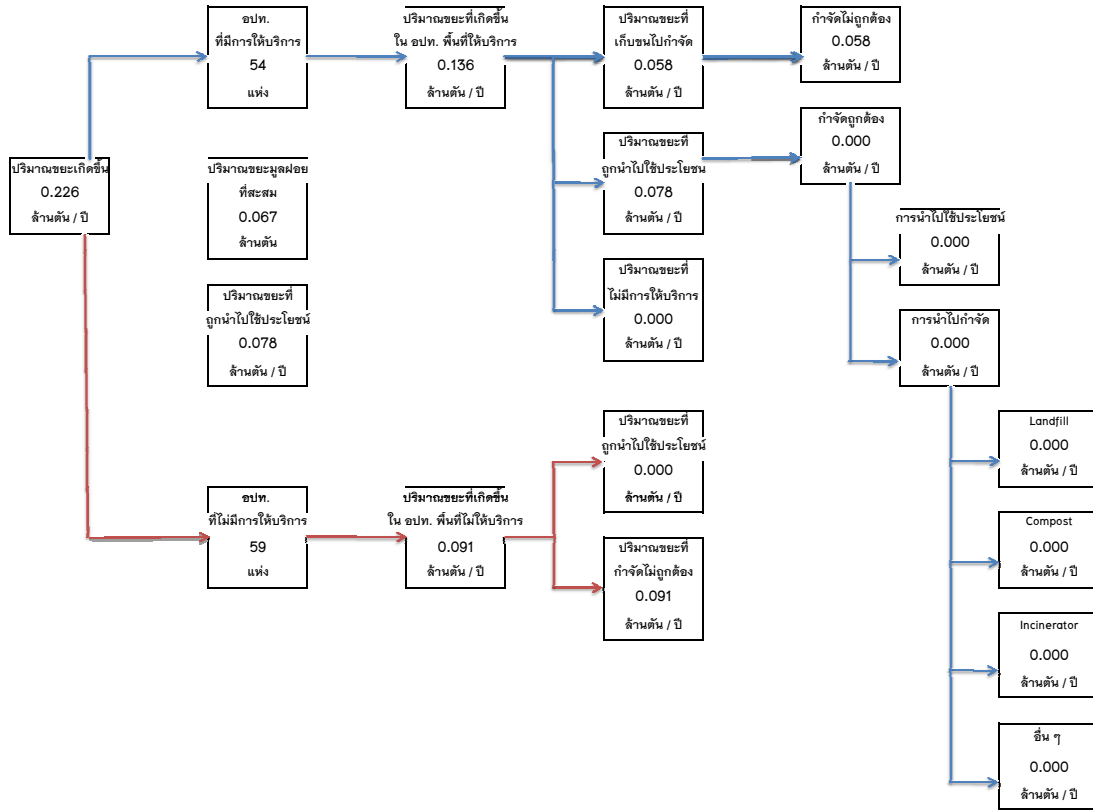 อปท.
ที่มีการให้บริการ
54
แห่ง
ปริมาณขยะที่เกิดขึ้น
ใน อปท. พื้นที่ให้บริการ
0.136
ล้านตัน / ปี
ปริมาณขยะที่
เก็บขนไปกำจัด
0.058
ล้านตัน / ปี
กำจัดไม่ถูกต้อง
0.058
ล้านตัน / ปี
กำจัดถูกต้อง
0.000
ล้านตัน / ปี
ปริมาณขยะที่
ถูกนำไปใช้ประโยชน์
0.078
ล้านตัน / ปี
ปริมาณขยะเกิดขึ้น
0.226
ล้านตัน / ปี
ปริมาณขยะมูลฝอย
ที่สะสม
0.067
ล้านตัน
การนำไปใช้ประโยชน์
0.000
ล้านตัน / ปี
ปริมาณขยะที่
ไม่มีการให้บริการ
0.000
ล้านตัน / ปี
ปริมาณขยะที่
ถูกนำไปใช้ประโยชน์
0.078
ล้านตัน / ปี
การนำไปกำจัด
0.000
ล้านตัน / ปี
ปริมาณขยะที่
ถูกนำไปใช้ประโยชน์
0.000
ล้านตัน / ปี
Landfill
0.000
ล้านตัน / ปี
อปท.
ที่ไม่มีการให้บริการ
59
แห่ง
ปริมาณขยะที่เกิดขึ้น
ใน อปท. พื้นที่ไม่ให้บริการ
0.091
ล้านตัน / ปี
ปริมาณขยะที่
กำจัดไม่ถูกต้อง
0.091
ล้านตัน / ปี
Compost
0.000
ล้านตัน / ปี
Incinerator
0.000
ล้านตัน / ปี
อื่น ๆ
0.000
ล้านตัน / ปี